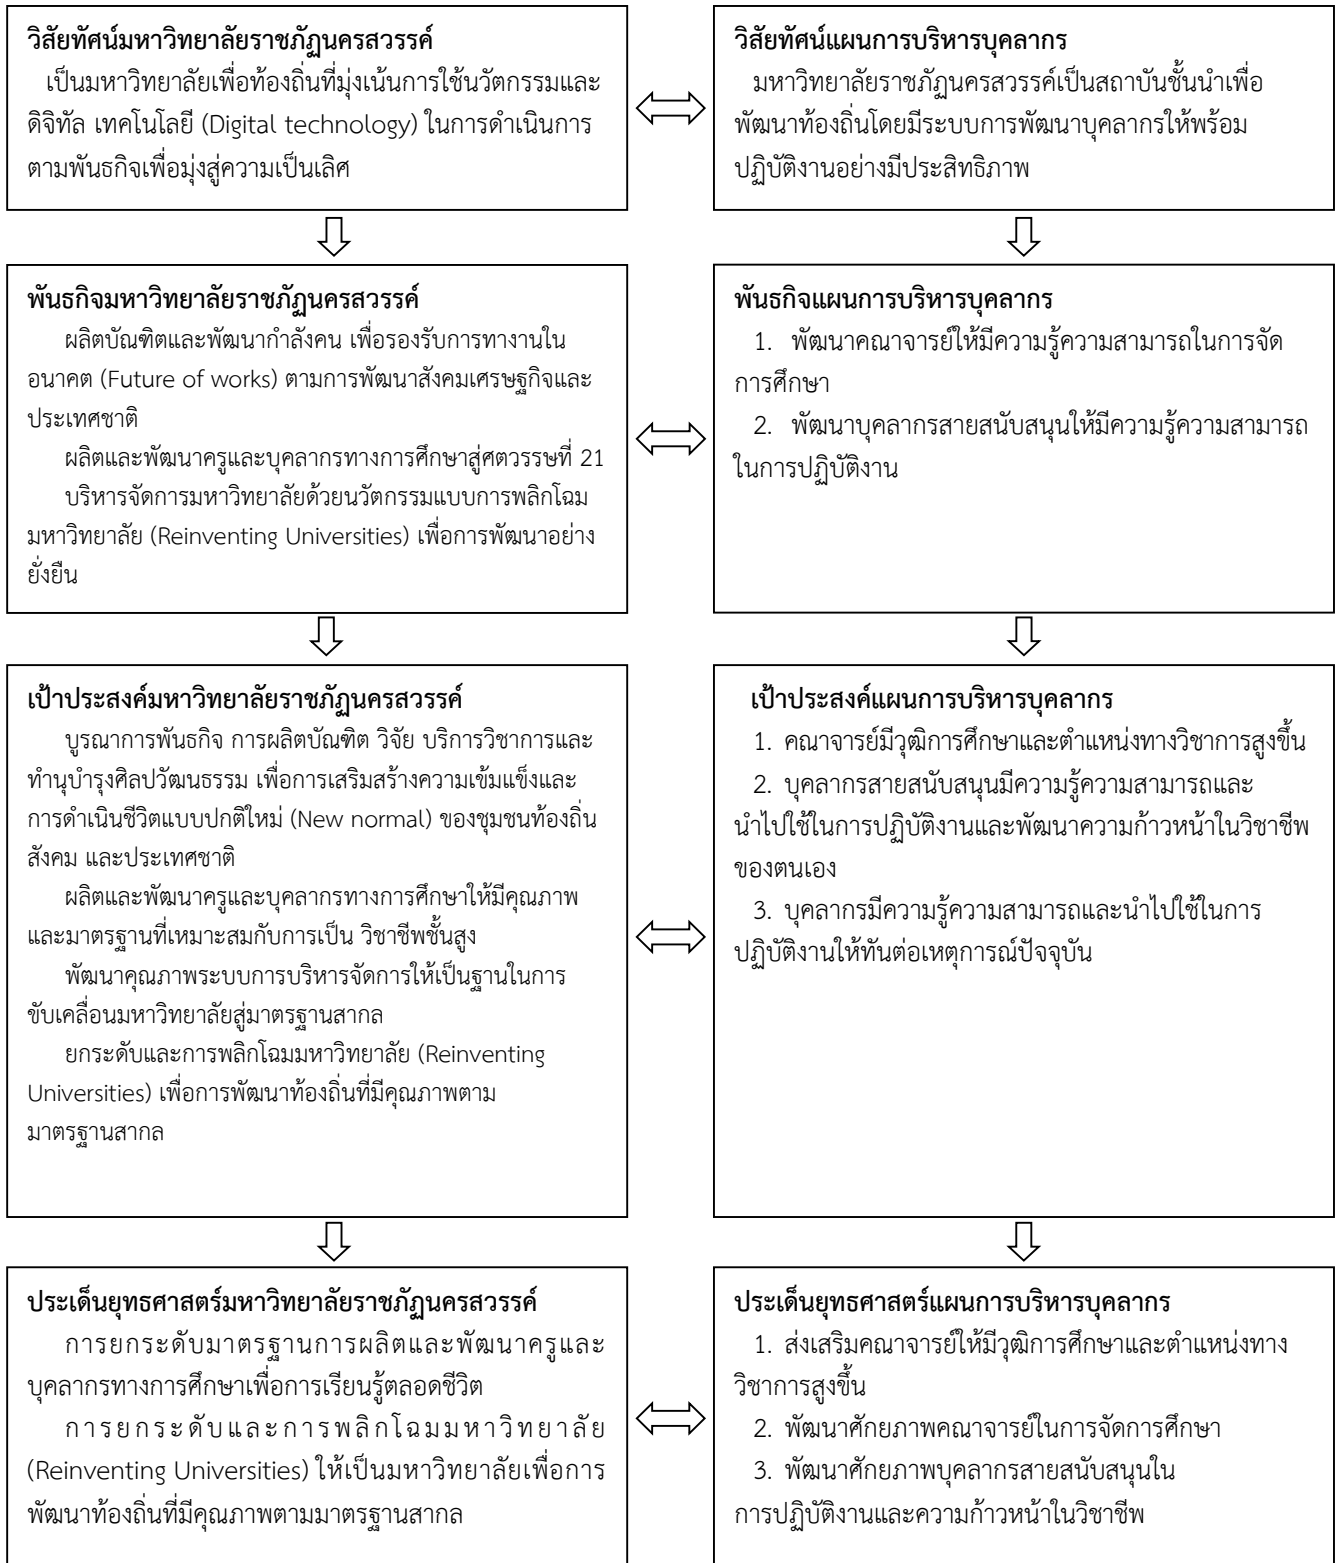 วิสัยทัศน์มหาวิทยาลัยราชภัฏนครสวรรค์
เป็นมหาวิทยาลัยเพื่อท้องถิ่นที่มุ่งเน้นการใช้นวัตกรรมและ
ดิจิทัล เทคโนโลยี (Digital technology) ในการดำเนินการ
ตามพันธกิจเพื่อมุ่งสู่ความเป็นเลิศ
วิสัยทัศน์แผนการบริหารบุคลากร
มหาวิทยาลัยราชภัฏนครสวรรค์เป็นสถาบันชั้นนำเพื่อ
พัฒนาท้องถิ่นโดยมีระบบการพัฒนาบุคลากรให้พร้อม
ปฏิบัติงานอย่างมีประสิทธิภาพ
พันธกิจมหาวิทยาลัยราชภัฏนครสวรรค์
ผลิตบัณฑิตและพัฒนากำลังคน เพื่อรองรับการทางานใน
อนาคต (Future of works) ตามการพัฒนาสังคมเศรษฐกิจและ
ประเทศชาติ
ผลิตและพัฒนาครูและบุคลากรทางการศึกษาสู่ศตวรรษที่ 21
บริหารจัดการมหาวิทยาลัยด้วยนวัตกรรมแบบการพลิกโฉม
มหาวิทยาลัย (Reinventing Universities) เพื่อการพัฒนาอย่าง
ยั่งยืน
พันธกิจแผนการบริหารบุคลากร
1. พัฒนาคณาจารย์ให้มีความรู้ความสามารถในการจัด
การศึกษา
2. พัฒนาบุคลากรสายสนับสนุนให้มีความรู้ความสามารถ
ในการปฏิบัติงาน
เป้าประสงค์มหาวิทยาลัยราชภัฏนครสวรรค์
บูรณาการพันธกิจ การผลิตบัณฑิต วิจัย บริการวิชาการและ
ทำนุบำรุงศิลปวัฒนธรรม เพื่อการเสริมสร้างความเข้มแข็งและ
การดำเนินชีวิตแบบปกติใหม่ (New normal) ของชุมชนท้องถิ่น
สังคม และประเทศชาติ
ผลิตและพัฒนาครูและบุคลากรทางการศึกษาให้มีคุณภาพ
และมาตรฐานที่เหมาะสมกับการเป็น วิชาชีพชั้นสูง
พัฒนาคุณภาพระบบการบริหารจัดการให้เป็นฐานในการ
ขับเคลื่อนมหาวิทยาลัยสู่มาตรฐานสากล
ยกระดับและการพลิกโฉมมหาวิทยาลัย (Reinventing
Universities) เพื่อการพัฒนาท้องถิ่นที่มีคุณภาพตาม
มาตรฐานสากล
เป้าประสงค์แผนการบริหารบุคลากร
1. คณาจารย์มีวุฒิการศึกษาและตำแหน่งทางวิชาการสูงขึ้น
2. บุคลากรสายสนับสนุนมีความรู้ความสามารถและ
นำไปใช้ในการปฏิบัติงานและพัฒนาความก้าวหน้าในวิชาชีพ
ของตนเอง
3. บุคลากรมีความรู้ความสามารถและนำไปใช้ในการ
ปฏิบัติงานให้ทันต่อเหตุการณ์ปัจจุบัน
ประเด็นยุทธศาสตร์มหาวิทยาลัยราชภัฏนครสวรรค์
การยกระดับมาตรฐานการผลิตและพัฒนาครูและ
บุคลากรทางการศึกษาเพื่อการเรียนรู้ตลอดชีวิต
การยกระดับและการพลิกโฉมมหาวิทยาลัย
(Reinventing Universities) ให้เป็นมหาวิทยาลัยเพื่อการ
พัฒนาท้องถิ่นที่มีคุณภาพตามมาตรฐานสากล
ประเด็นยุทธศาสตร์แผนการบริหารบุคลากร
1. ส่งเสริมคณาจารย์ให้มีวุฒิการศึกษาและตำแหน่งทาง
วิชาการสูงขึ้น
2. พัฒนาศักยภาพคณาจารย์ในการจัดการศึกษา
3. พัฒนาศักยภาพบุคลากรสายสนับสนุนใน
การปฏิบัติงานและความก้าวหน้าในวิชาชีพ